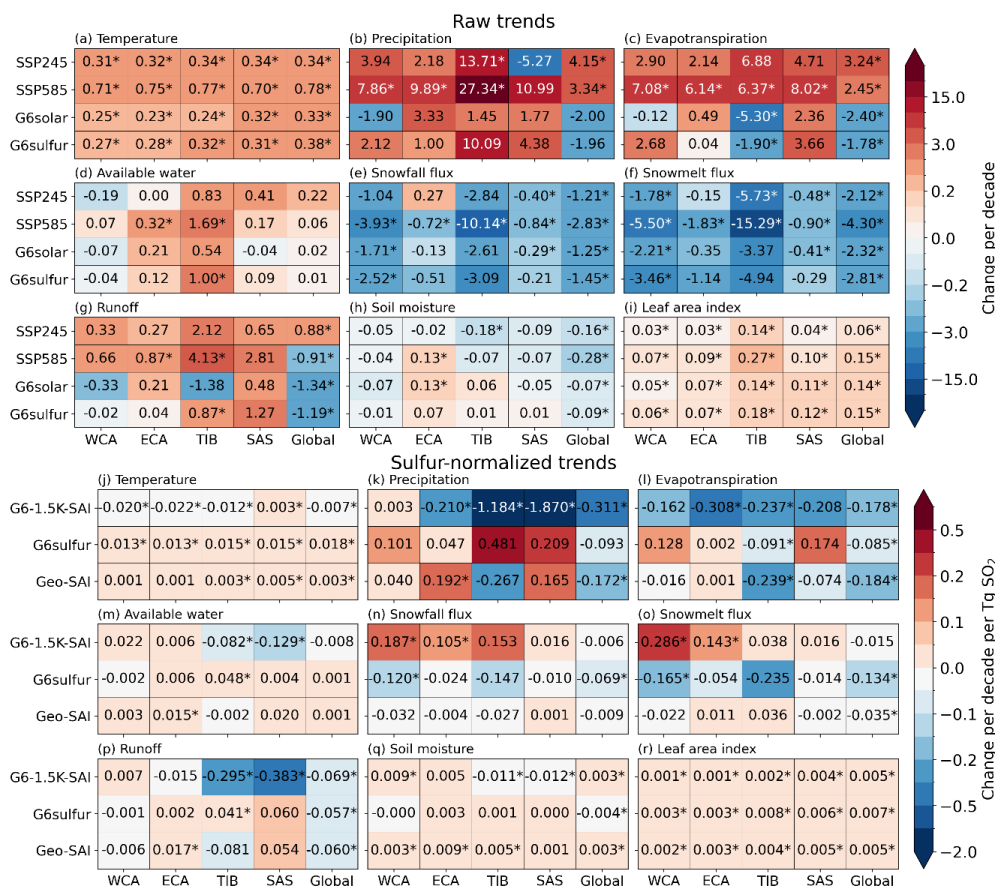 Raw trends
(a) Temperature (b) Precipitation (c) Evapotranspiration
SSP245 0.31* 0.32* 0.34* 0.34* 0.34* 3.94 2.18 13.71* -5.27 4.15* 2.90 2.14 6.88 4.71 3.24*
SSP585 0.71* 0.75* 0.77* 0.70* 0.78* 7.86* 9.89* 27.34* 10.99 3.34* 7.08* 6.14* 6.37* 8.02* 2.45*
G6solar 0.25* 0.23* 0.24* 0.32* 0.33* -1.90 3.33 1.45 1.77 -2.00 -0.12 0.49 -5.30* 2.36 -2.40*
G6sulfur 0.27* 0.28* 0.32* 0.31* 0.38* 2.12 1.00 10.09 4.38 -1.96 2.68 0.04 -1.90* 3.66 -1.78*
(d) Available water (e) Snowfall flux (f) Snowmelt flux
SSP245 -0.19 0.00 0.83 0.41 0.22 -1.04 0.27 -2.84 -0.40* -1.21* -1.78* -0.15 -5.73* -0.48* -2.12*
SSP585 0.07 0.32* 1.69* 0.17 0.06 -3.93* -0.72* -10.14* -0.84* -2.83* -5.50* -1.83* -15.29* -0.90* -4.30*
G6solar -0.07 0.21 0.54 -0.04 0.02 -1.71* -0.13 -2.61 -0.29* -1.25* -2.21* -0.35 -3.37 -0.41* -2.32*
G6sulfur -0.04 0.12 1.00* 0.09 0.01 -2.52* -0.51 -3.09 -0.21 -1.45* -3.46* -1.14 -4.94 -0.29 -2.81*
(g) Runoff (h) Soil moisture (i) Leaf area index
SSP245 0.33 0.27 2.12 0.65 0.88* -0.05 -0.02 -0.18* -0.09 -0.16* 0.03* 0.03* 0.14* 0.04* 0.06*
SSP585 0.66 0.87* 4.13* 2.81 -0.91* -0.04 0.13* -0.07 -0.07 -0.28* 0.07* 0.09* 0.27* 0.10* 0.15*
G6solar -0.33 0.21 -1.38 0.48 -1.34* -0.07 0.13* 0.06 -0.05 -0.07* 0.05* 0.07* 0.14* 0.11* 0.14*
G6sulfur -0.02 0.04 0.87* 1.27 -1.19* -0.01 0.07 0.01 0.01 -0.09* 0.06* 0.07* 0.18* 0.12* 0.15*
WCA ECA TIB SAS Global WCA ECA TIB SAS Global WCA ECA TIB SAS Global
15.0
3.0
0.2
0.0
−0.2
−3.0
−15.0
Change per decade
Sulfur-normalized trends
(j) Temperature (k) Precipitation (l) Evapotranspiration
G6-1.5K-SAI -0.020* -0.022* -0.012* 0.003* -0.007* 0.003 -0.210* -1.184* -1.870* -0.311* -0.162 -0.308* -0.237* -0.208 -0.178*
G6sulfur 0.013* 0.013* 0.015* 0.015* 0.018* 0.101 0.047 0.481 0.209 -0.093 0.128 0.002 -0.091* 0.174 -0.085*
Geo-SAI 0.001 0.001 0.003* 0.005* 0.003* 0.040 0.192* -0.267 0.165 -0.172* -0.016 0.001 -0.239* -0.074 -0.184*
(m) Available water (n) Snowfall flux (o) Snowmelt flux
G6-1.5K-SAI 0.022 0.006 -0.082* -0.129* -0.008 0.187* 0.105* 0.153 0.016 -0.006 0.286* 0.143* 0.038 0.016 -0.015
G6sulfur -0.002 0.006 0.048* 0.004 0.001 -0.120* -0.024 -0.147 -0.010 -0.069* -0.165* -0.054 -0.235 -0.014 -0.134*
Geo-SAI 0.003 0.015* -0.002 0.020 0.001 -0.032 -0.004 -0.027 0.001 -0.009 -0.022 0.011 0.036 -0.002 -0.035*
(p) Runoff (q) Soil moisture (r) Leaf area index
G6-1.5K-SAI 0.007 -0.015 -0.295* -0.383* -0.069* 0.009* 0.005 -0.011* -0.012* 0.003* 0.001* 0.001* 0.002* 0.004* 0.005*
G6sulfur -0.001 0.002 0.041* 0.060 -0.057* -0.000 0.003 0.001 0.000 -0.004* 0.003* 0.003* 0.008* 0.006* 0.007*
Geo-SAI -0.006 0.017* -0.081 0.054 -0.060* 0.003* 0.009* 0.005* 0.001 0.003* 0.002* 0.003* 0.004* 0.005* 0.005*
WCA ECA TIB SAS Global WCA ECA TIB SAS Global WCA ECA TIB SAS Global
0.5
0.2
0.1
0.0
−0.1
−0.2
−0.5
−2.0
Change per decade per Tg SO₂